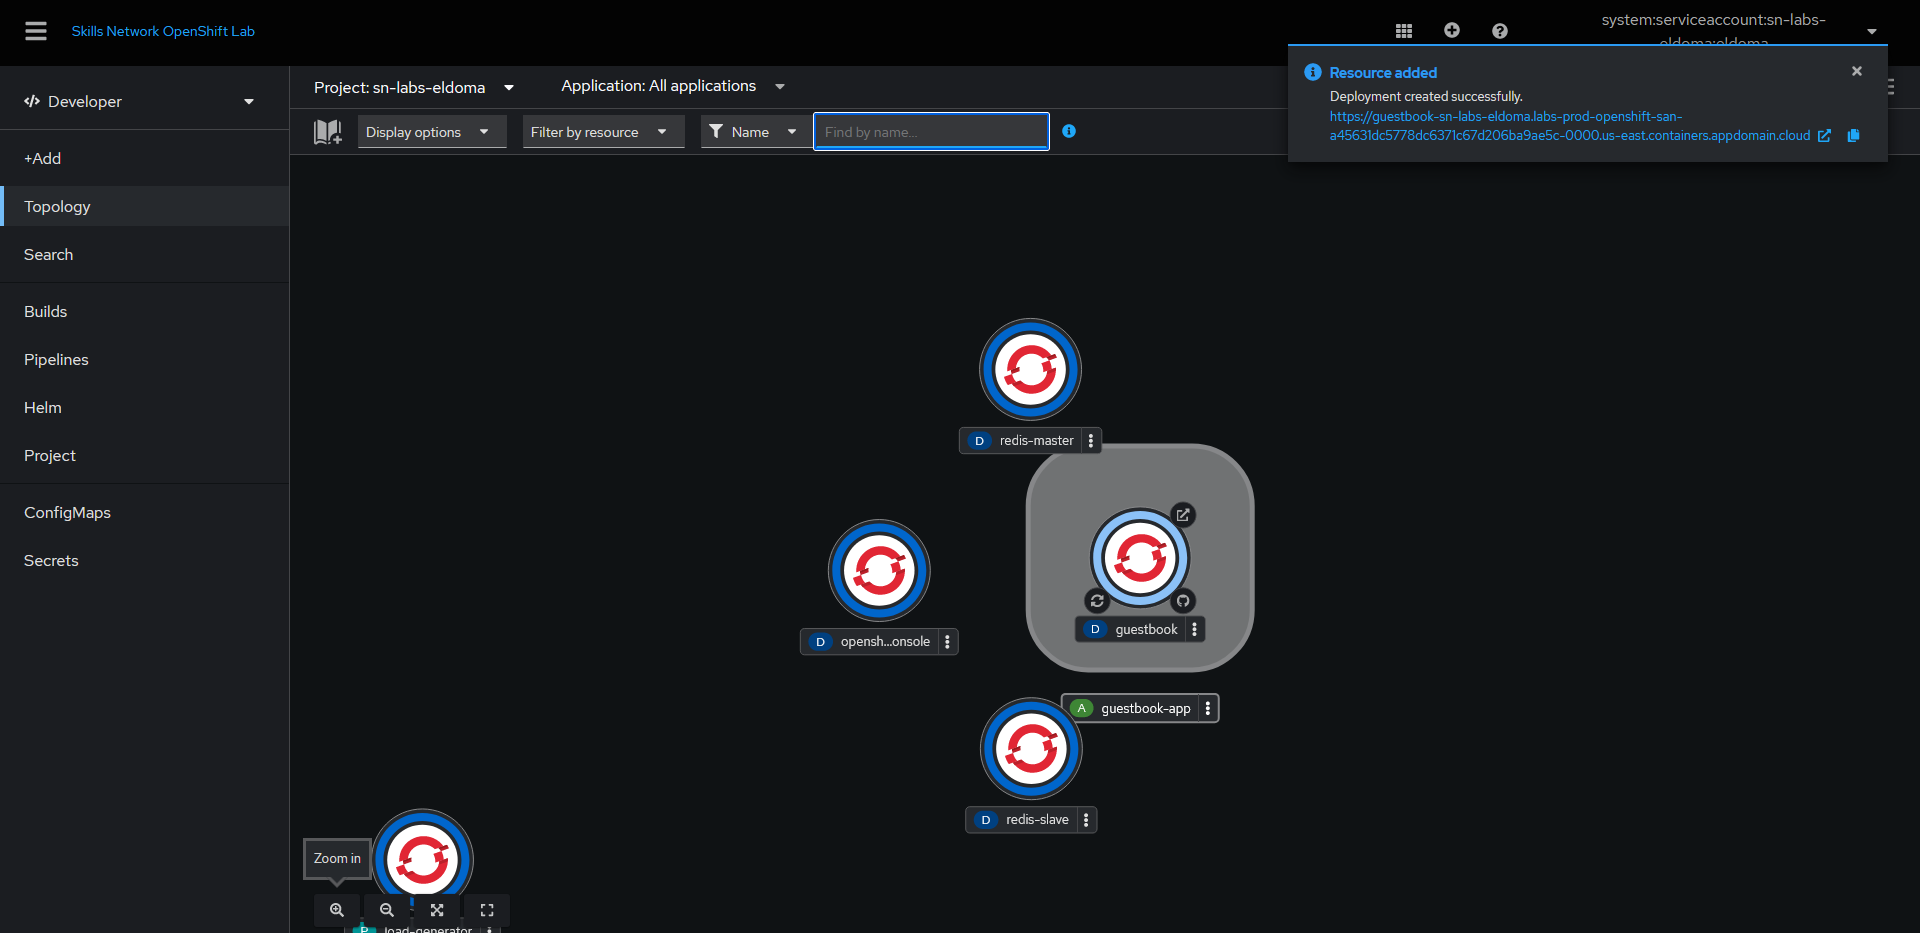 Skills Network OpenShift Lab
system:serviceaccount:sn-labs-
eldoma:eldoma
Resource added
Deployment created successfully.
https://guestbook-sn-labs-eldoma.labs-prod-openshift-san-
a45631dc5778dc6371c67d206ba9ae5c-0000.us-east.containers.appdomain.cloud
Developer
+Add
Topology
Search
Builds
Pipelines
Helm
Project
ConfigMaps
Secrets
Project: sn-labs-eldoma
Application: All applications
Display options
Filter by resource
Name
Find by name...
D redis-master
D opensh...onsole
D guestbook
A guestbook-app
D redis-slave
Zoom in
P load-generator